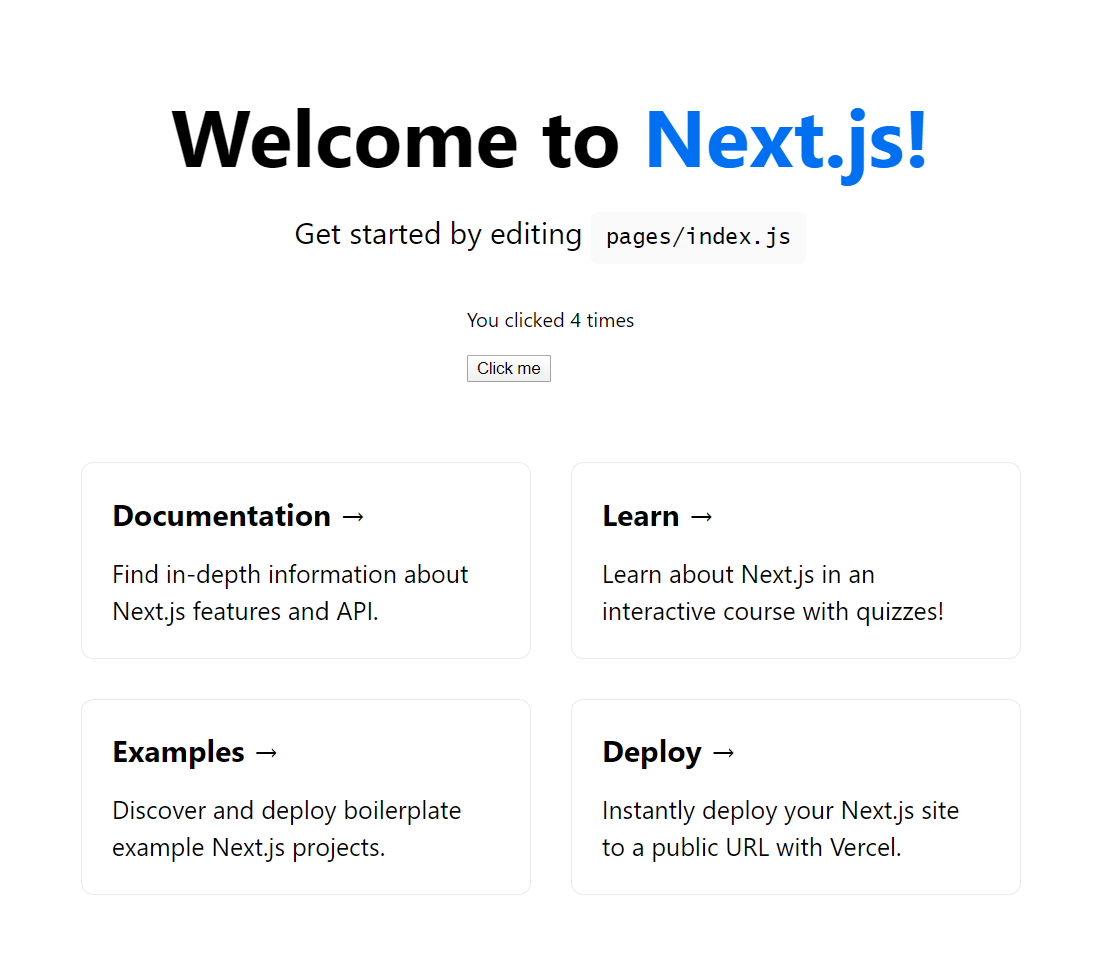 Welcome to Next.js!
Get started by editing pages/index.js
You clicked 4 times
Click me
Documentation →
Find in-depth information about
Next.js features and API.
Learn →
Learn about Next.js in an
interactive course with quizzes!
Examples →
Discover and deploy boilerplate
example Next.js projects.
Deploy →
Instantly deploy your Next.js site
to a public URL with Vercel.